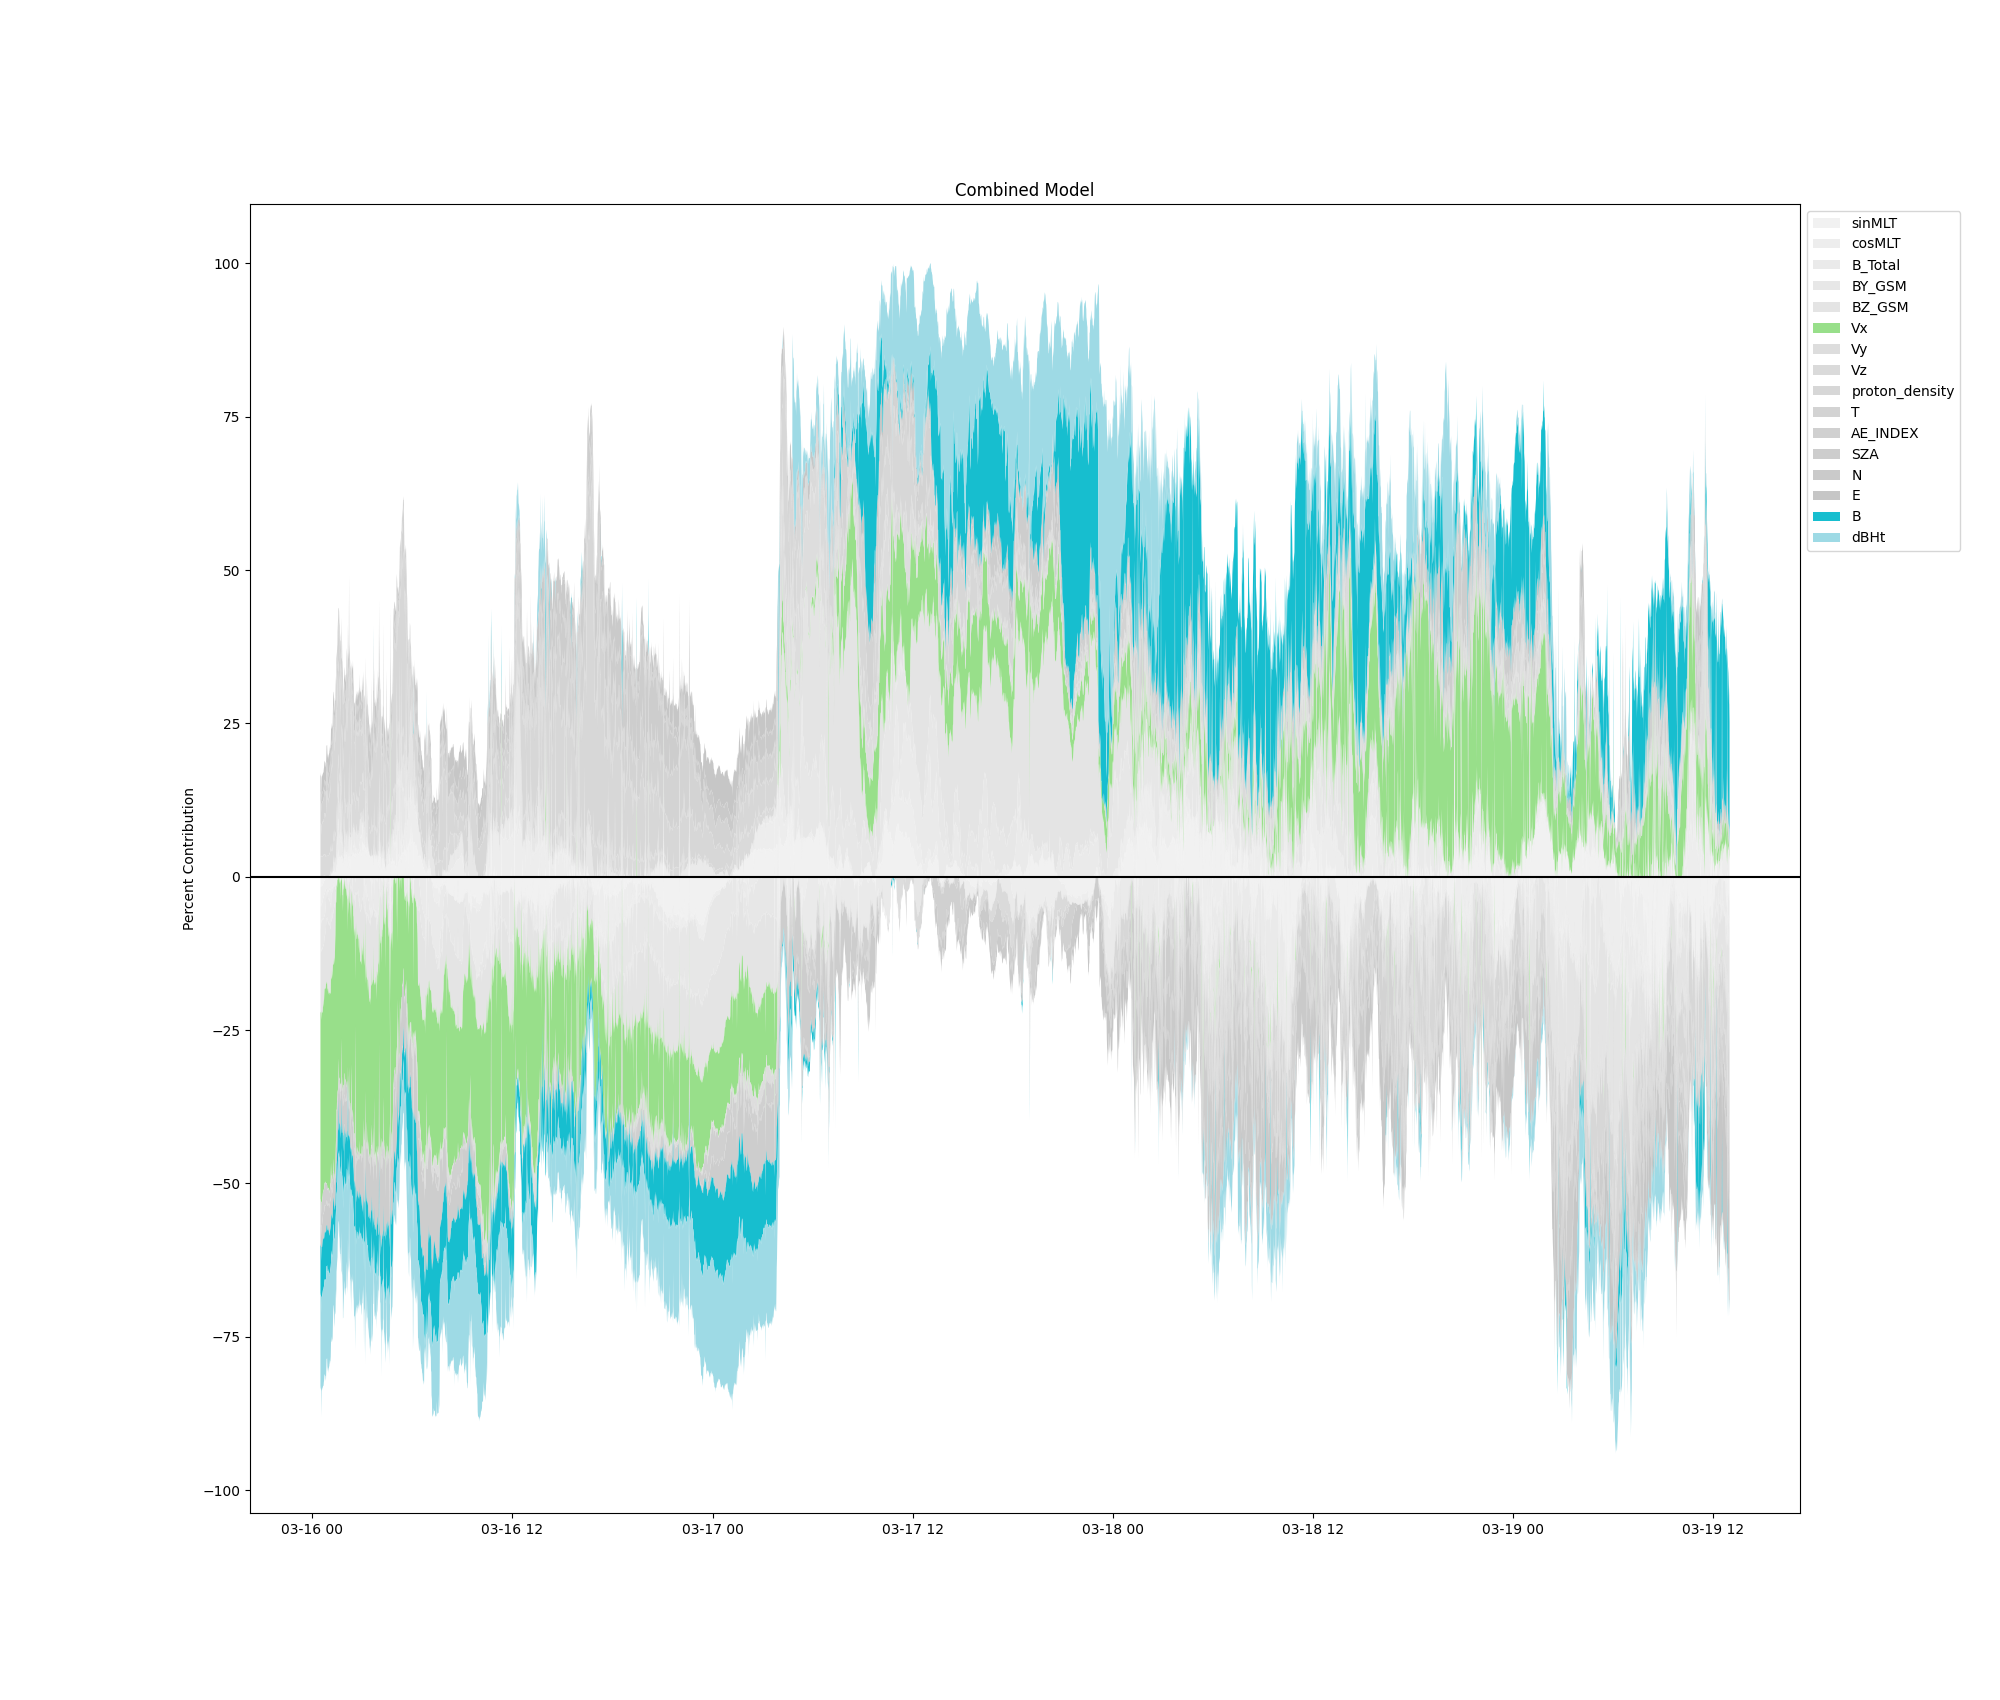 Combined Model
Percent Contribution
100
75
50
25
0
−25
−50
−75
−100
03-16 00
03-16 12
03-17 00
03-17 12
03-18 00
03-18 12
03-19 00
03-19 12
sinMLT
cosMLT
B_Total
BY_GSM
BZ_GSM
Vx
Vy
Vz
proton_density
T
AE_INDEX
SZA
N
E
B
dBHt